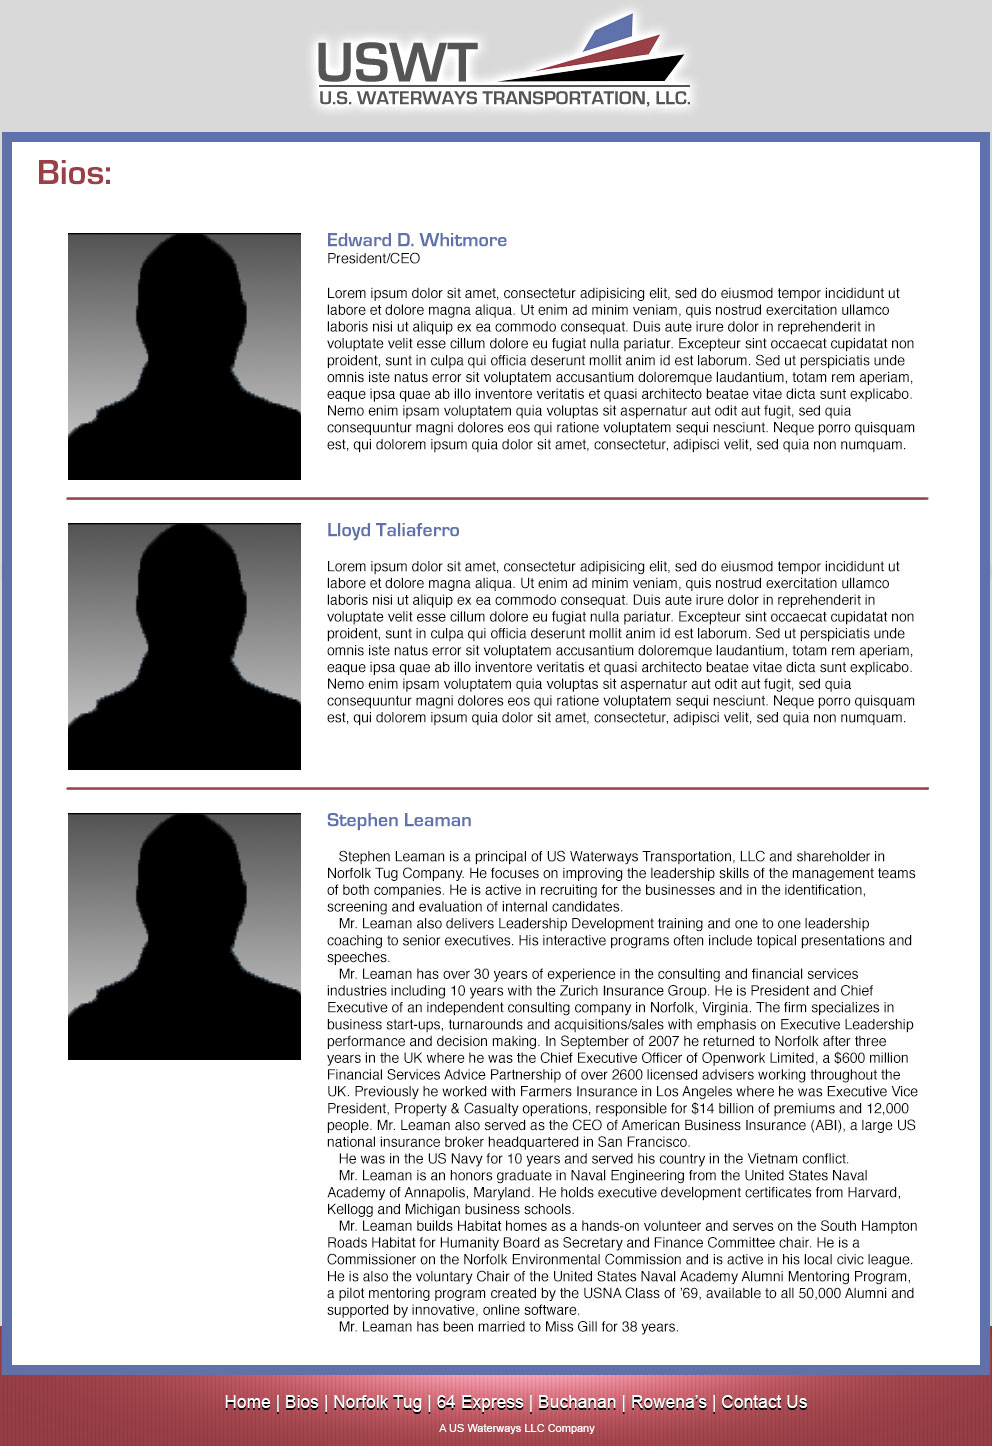 USWT
U.S. WATERWAYS TRANSPORTATION, LLC.
Bios:
Edward D. Whitmore
President/CEO
Lorem ipsum dolor sit amet, consectetur adipisicing elit, sed do eiusmod tempor incididunt ut
labore et dolore magna aliqua. Ut enim ad minim veniam, quis nostrud exercitation ullamco
laboris nisi ut aliquip ex ea commodo consequat. Duis aute irure dolor in reprehenderit in
voluptate velit esse cillum dolore eu fugiat nulla pariatur. Excepteur sint occaecat cupidatat non
proident, sunt in culpa qui officia deserunt mollit anim id est laborum. Sed ut perspiciatis unde
omnis iste natus error sit voluptatem accusantium doloremque laudantium, totam rem aperiam,
eaque ipsa quae ab illo inventore veritatis et quasi architecto beatae vitae dicta sunt explicabo.
Nemo enim ipsam voluptatem quia voluptas sit aspernatur aut odit aut fugit, sed quia
consequuntur magni dolores eos qui ratione voluptatem sequi nesciunt. Neque porro quisquam
est, qui dolorem ipsum quia dolor sit amet, consectetur, adipisci velit, sed quia non numquam.
Lloyd Taliaferro
Lorem ipsum dolor sit amet, consectetur adipisicing elit, sed do eiusmod tempor incididunt ut
labore et dolore magna aliqua. Ut enim ad minim veniam, quis nostrud exercitation ullamco
laboris nisi ut aliquip ex ea commodo consequat. Duis aute irure dolor in reprehenderit in
voluptate velit esse cillum dolore eu fugiat nulla pariatur. Excepteur sint occaecat cupidatat non
proident, sunt in culpa qui officia deserunt mollit anim id est laborum. Sed ut perspiciatis unde
omnis iste natus error sit voluptatem accusantium doloremque laudantium, totam rem aperiam,
eaque ipsa quae ab illo inventore veritatis et quasi architecto beatae vitae dicta sunt explicabo.
Nemo enim ipsam voluptatem quia voluptas sit aspernatur aut odit aut fugit, sed quia
consequuntur magni dolores eos qui ratione voluptatem sequi nesciunt. Neque porro quisquam
est, qui dolorem ipsum quia dolor sit amet, consectetur, adipisci velit, sed quia non numquam.
Stephen Leaman
Stephen Leaman is a principal of US Waterways Transportation, LLC and shareholder in
Norfolk Tug Company. He focuses on improving the leadership skills of the management teams
of both companies. He is active in recruiting for the businesses and in the identification,
screening and evaluation of internal candidates.
Mr. Leaman also delivers Leadership Development training and one to one leadership
coaching to senior executives. His interactive programs often include topical presentations and
speeches.
Mr. Leaman has over 30 years of experience in the consulting and financial services
industries including 10 years with the Zurich Insurance Group. He is President and Chief
Executive of an independent consulting company in Norfolk, Virginia. The firm specializes in
business start-ups, turnarounds and acquisitions/sales with emphasis on Executive Leadership
performance and decision making. In September of 2007 he returned to Norfolk after three
years in the UK where he was the Chief Executive Officer of Openwork Limited, a $600 million
Financial Services Advice Partnership of over 2600 licensed advisers working throughout the
UK. Previously he worked with Farmers Insurance in Los Angeles where he was Executive Vice
President, Property & Casualty operations, responsible for $14 billion of premiums and 12,000
people. Mr. Leaman also served as the CEO of American Business Insurance (ABI), a large US
national insurance broker headquartered in San Francisco.
He was in the US Navy for 10 years and served his country in the Vietnam conflict.
Mr. Leaman is an honors graduate in Naval Engineering from the United States Naval
Academy of Annapolis, Maryland. He holds executive development certificates from Harvard,
Kellogg and Michigan business schools.
Mr. Leaman builds Habitat homes as a hands-on volunteer and serves on the South Hampton
Roads Habitat for Humanity Board as Secretary and Finance Committee chair. He is a
Commissioner on the Norfolk Environmental Commission and is active in his local civic league.
He is also the voluntary Chair of the United States Naval Academy Alumni Mentoring Program,
a pilot mentoring program created by the USNA Class of ’69, available to all 50,000 Alumni and
supported by innovative, online software.
Mr. Leaman has been married to Miss Gill for 38 years.
Home | Bios | Norfolk Tug | 64 Express | Buchanan | Rowena’s | Contact Us
A US Waterways LLC Company